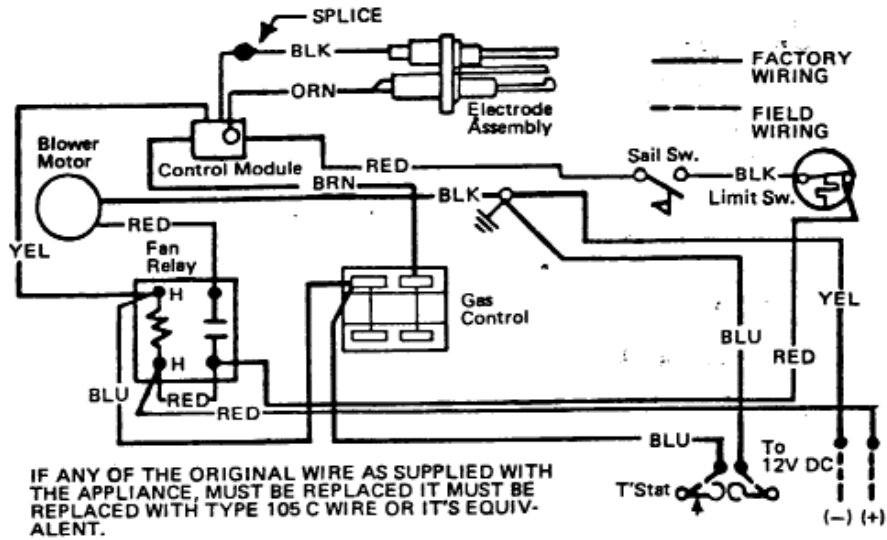 SPLICE
BLK
ORN
FACTORY
WIRING
FIELD
WIRING
Electrode
Assembly
Blower
Motor
Control Module
RED
Sail Sw.
BLK
Limit Sw.
BRN
BLK
RED
YEL
Fan
Relay
H
Gas
Control
YEL
BLU
RED
H
BLU
RED
RED
BLU
To
12V DC
T'Stat
(-) (+)
IF ANY OF THE ORIGINAL WIRE AS SUPPLIED WITH
THE APPLIANCE, MUST BE REPLACED IT MUST BE
REPLACED WITH TYPE 105 C WIRE OR IT'S EQUIV-
ALENT.